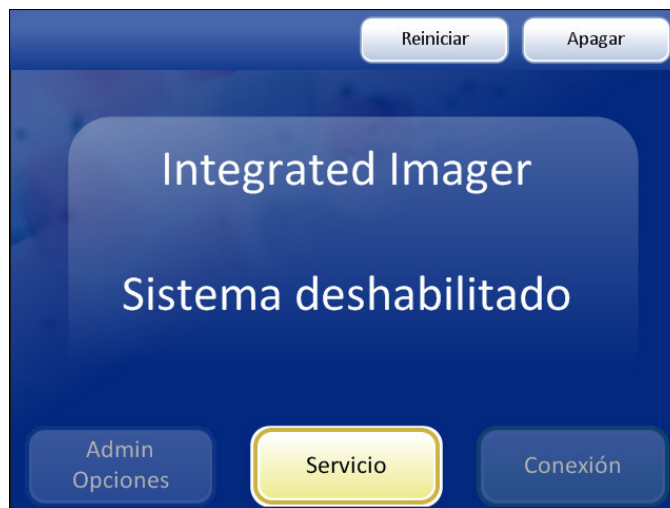 Reiniciar Apagar
Integrated Imager
Sistema deshabilitado
Admin
Opciones
Servicio
Conexión